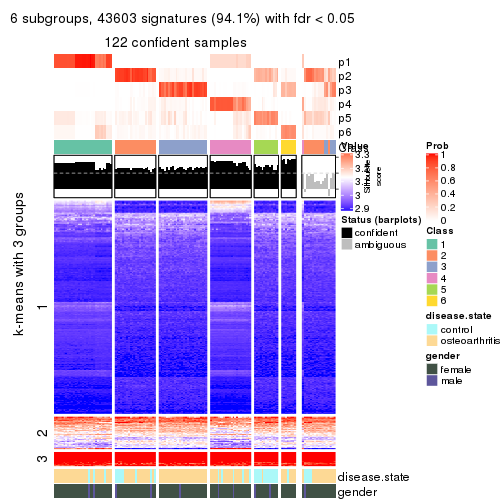 6 subgroups, 43603 signatures (94.1%) with fdr < 0.05
122 confident samples
p1
p2
p3
p4
p5
p6
Class
Silhouette
score
k-means with 3 groups
1
2
3
disease.state
gender
Value
3.3
3.2
3.1
3
2.9
Status (barplots)
confident
ambiguous
Prob
1
0.8
0.6
0.4
0.2
0
Class
1
2
3
4
5
6
disease.state
control
osteoarthritis
gender
female
male